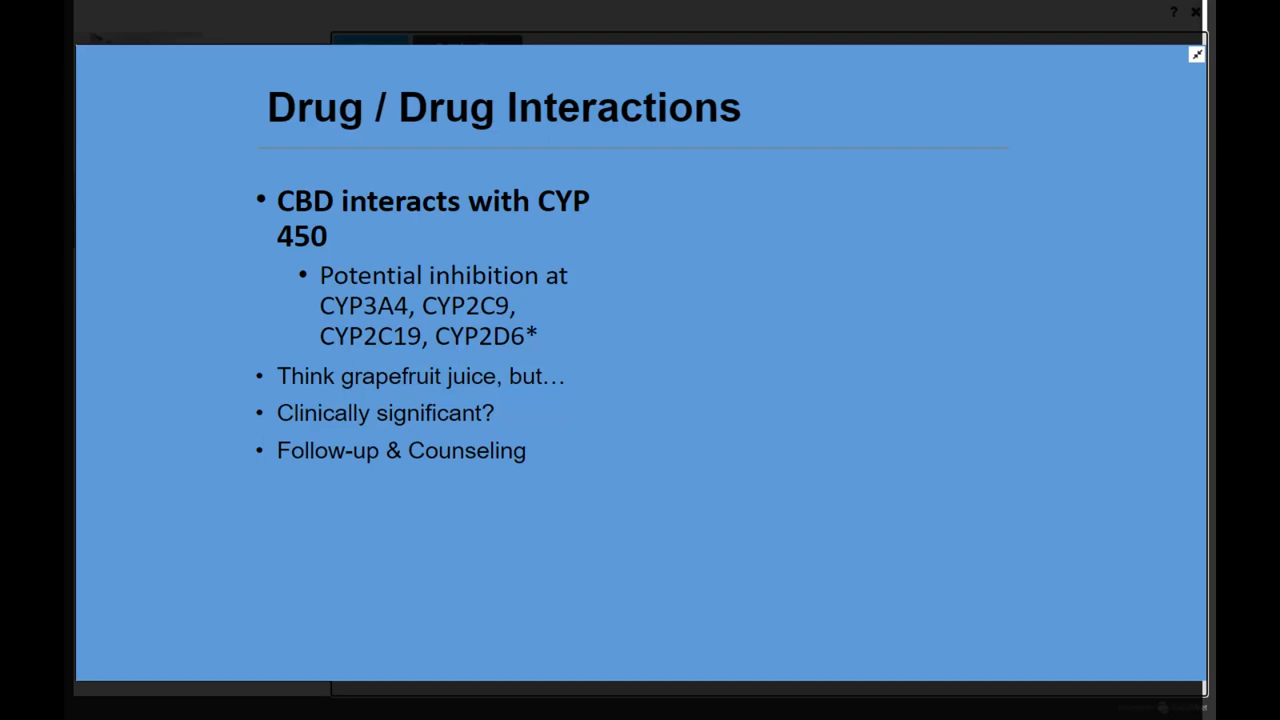 Drug / Drug Interactions
• CBD interacts with CYP
450
• Potential inhibition at
CYP3A4, CYP2C9,
CYP2C19, CYP2D6*
• Think grapefruit juice, but…
• Clinically significant?
• Follow-up & Counseling